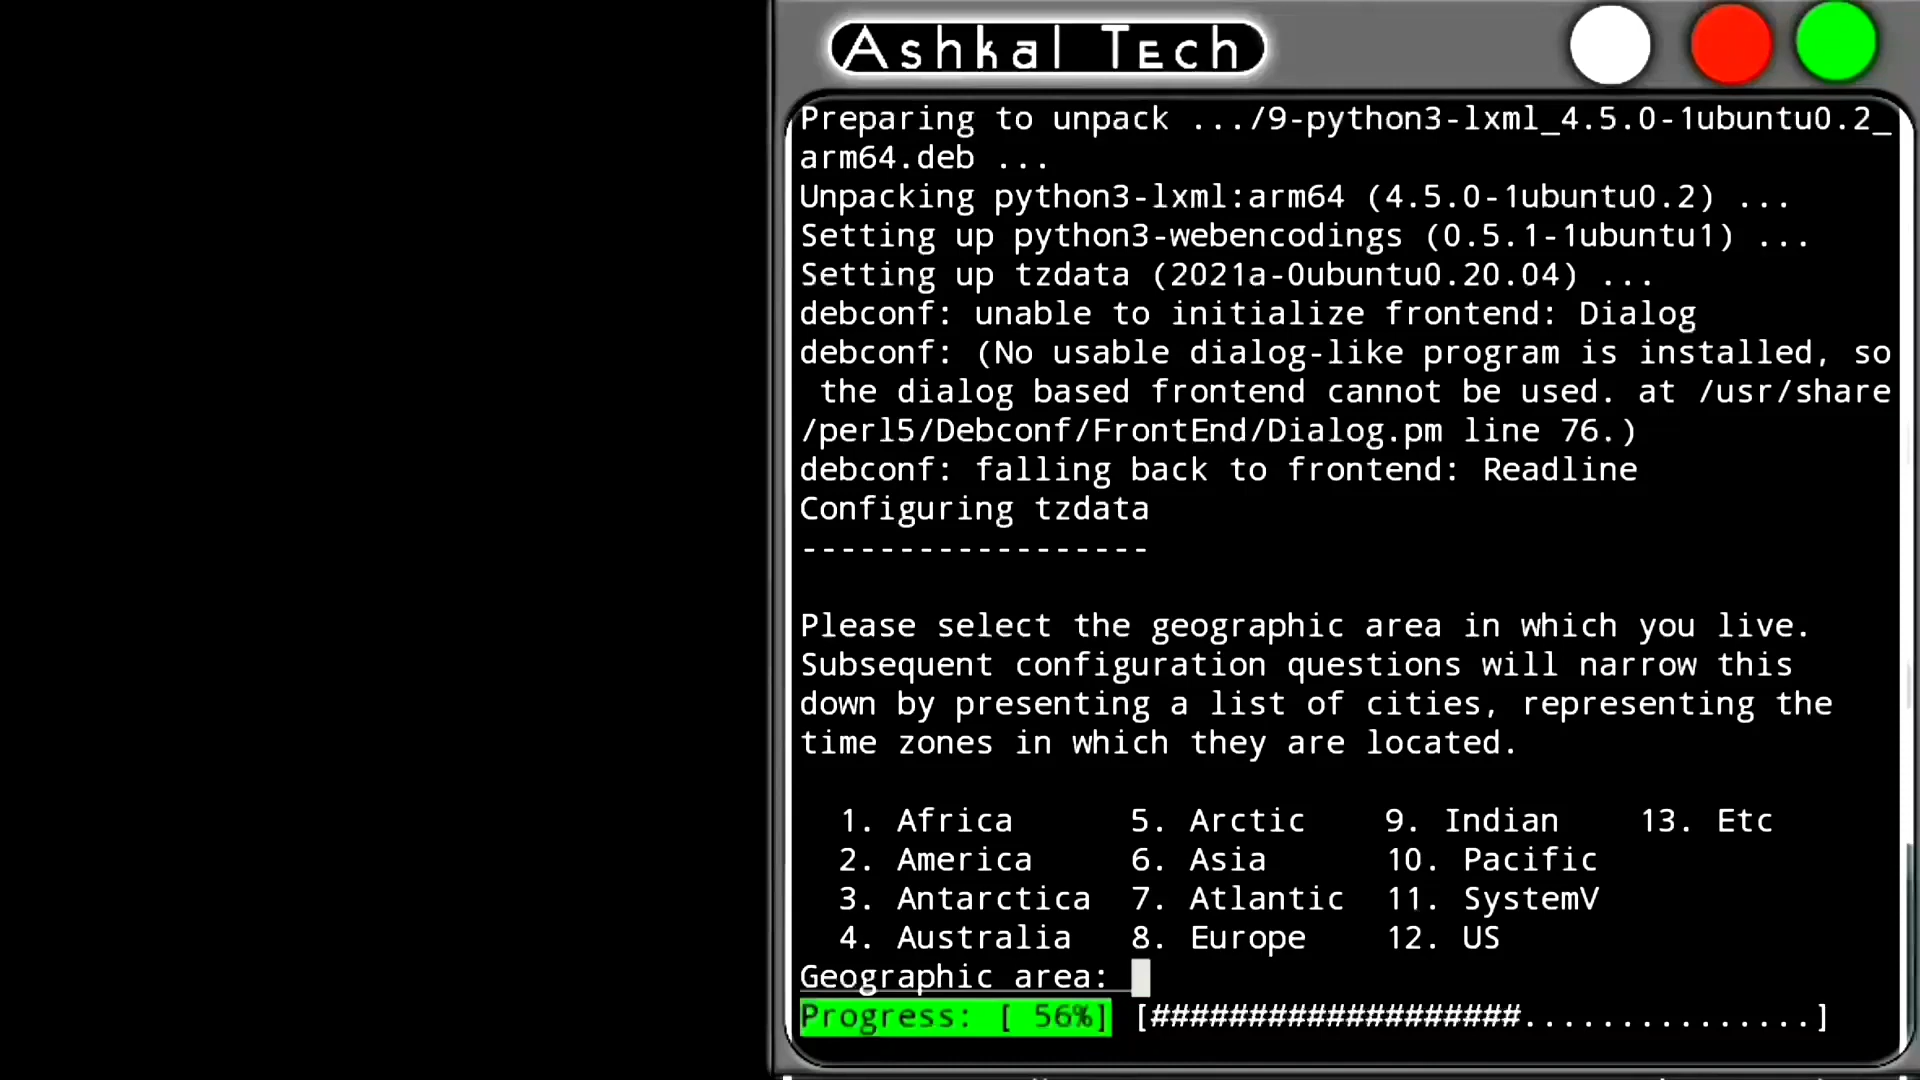 Ashkal Tech
Preparing to unpack .../9-python3-lxml_4.5.0-1ubuntu0.2_
arm64.deb ...
Unpacking python3-lxml:arm64 (4.5.0-1ubuntu0.2) ...
Setting up python3-webencodings (0.5.1-1ubuntu1) ...
Setting up tzdata (2021a-0ubuntu0.20.04) ...
debconf: unable to initialize frontend: Dialog
debconf: (No usable dialog-like program is installed, so
 the dialog based frontend cannot be used. at /usr/share
/perl5/Debconf/FrontEnd/Dialog.pm line 76.)
debconf: falling back to frontend: Readline
Configuring tzdata
------------------
Please select the geographic area in which you live.
Subsequent configuration questions will narrow this
down by presenting a list of cities, representing the
time zones in which they are located.
1. Africa 5. Arctic 9. Indian 13. Etc
2. America 6. Asia 10. Pacific
3. Antarctica 7. Atlantic 11. SystemV
4. Australia 8. Europe 12. US
Geographic area:
Progress: [ 56%] [###################...............]